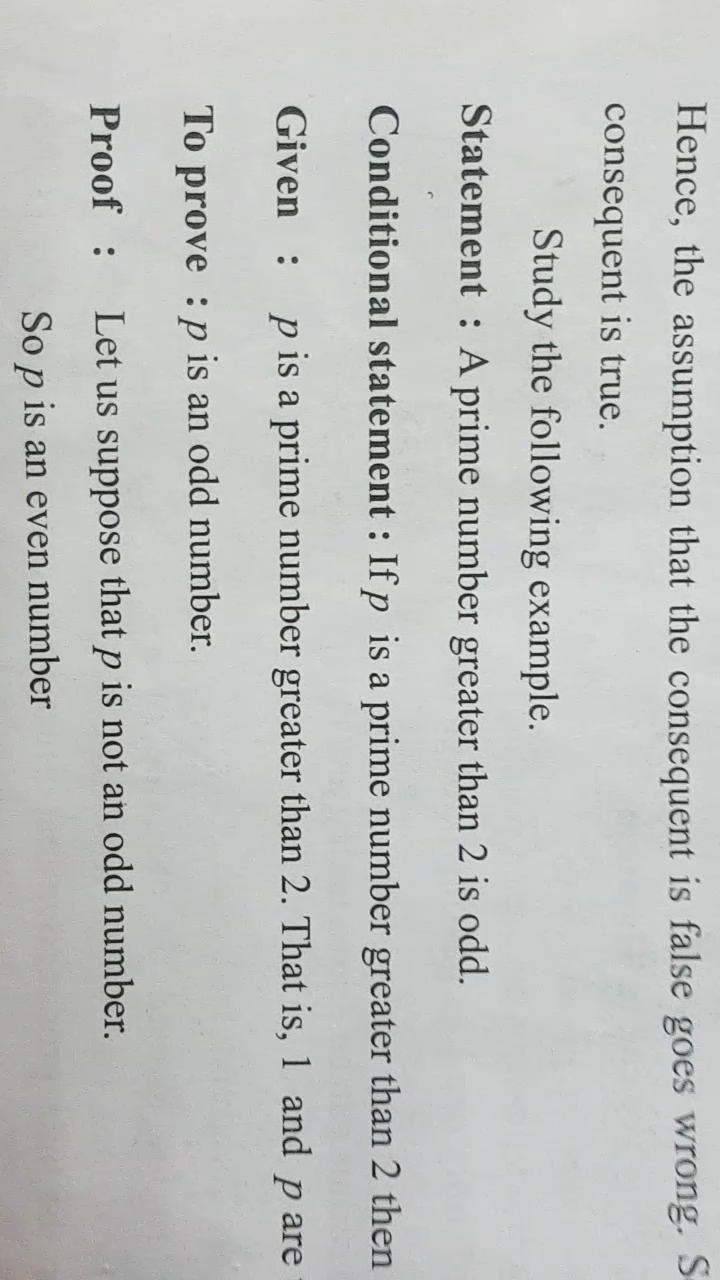 Hence, the assumption that the consequent is false goes wrong.
consequent is true.
Study the following example.
Statement : A prime number greater than 2 is odd.
Conditional statement : If p is a prime number greater than 2 then
Given : p is a prime number greater than 2. That is, 1 and p are
To prove : p is an odd number.
Proof : Let us suppose that p is not an odd number.
So p is an even number